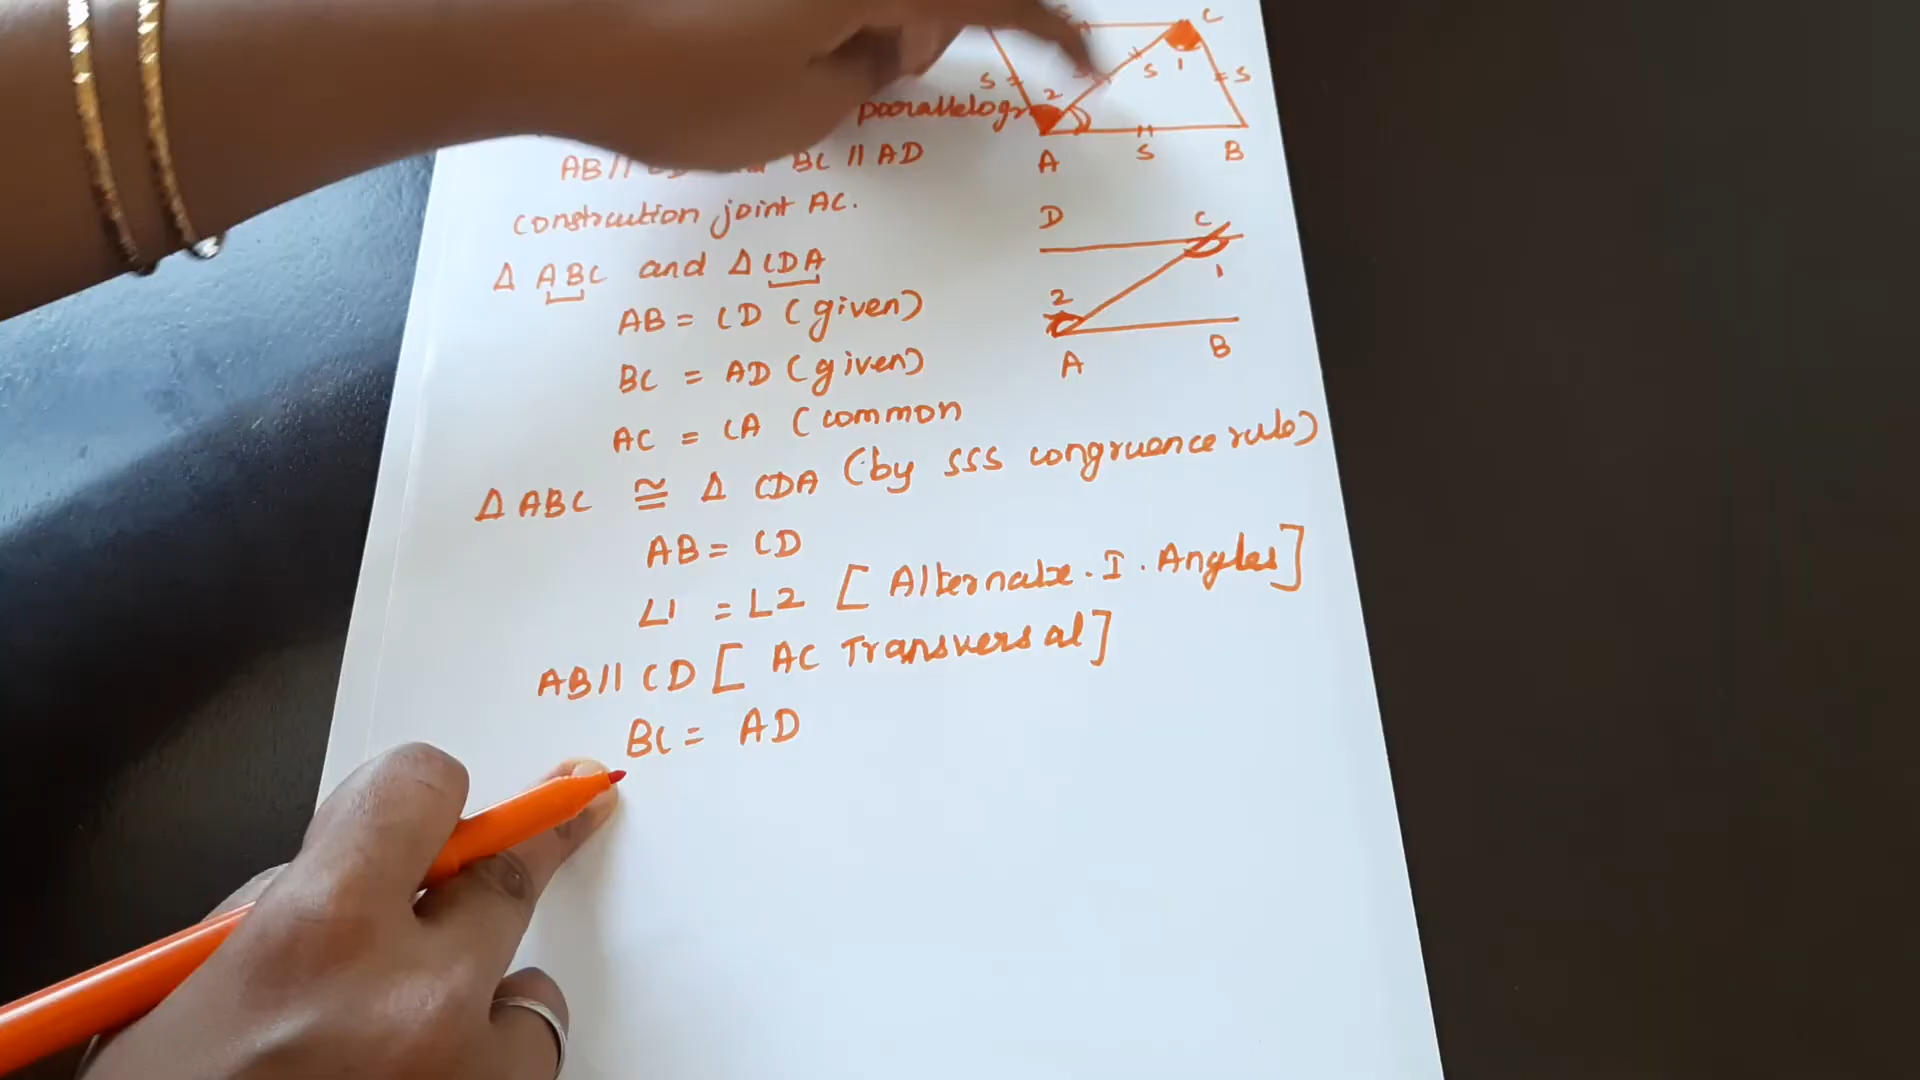 C
S S 1 S
2
poorallelogr
A S B
AB// BC // AD
construction joint AC.
D C
1
2
A B
Δ ABC and Δ CDA
AB = CD (given)
BC = AD (given)
AC = CA (common
Δ ABC ≅ Δ CDA (by SSS congruence rule)
AB = CD
∠1 = ∠2 [ Alternate . I . Angles]
AB// CD [ AC Transversal]
BC = AD